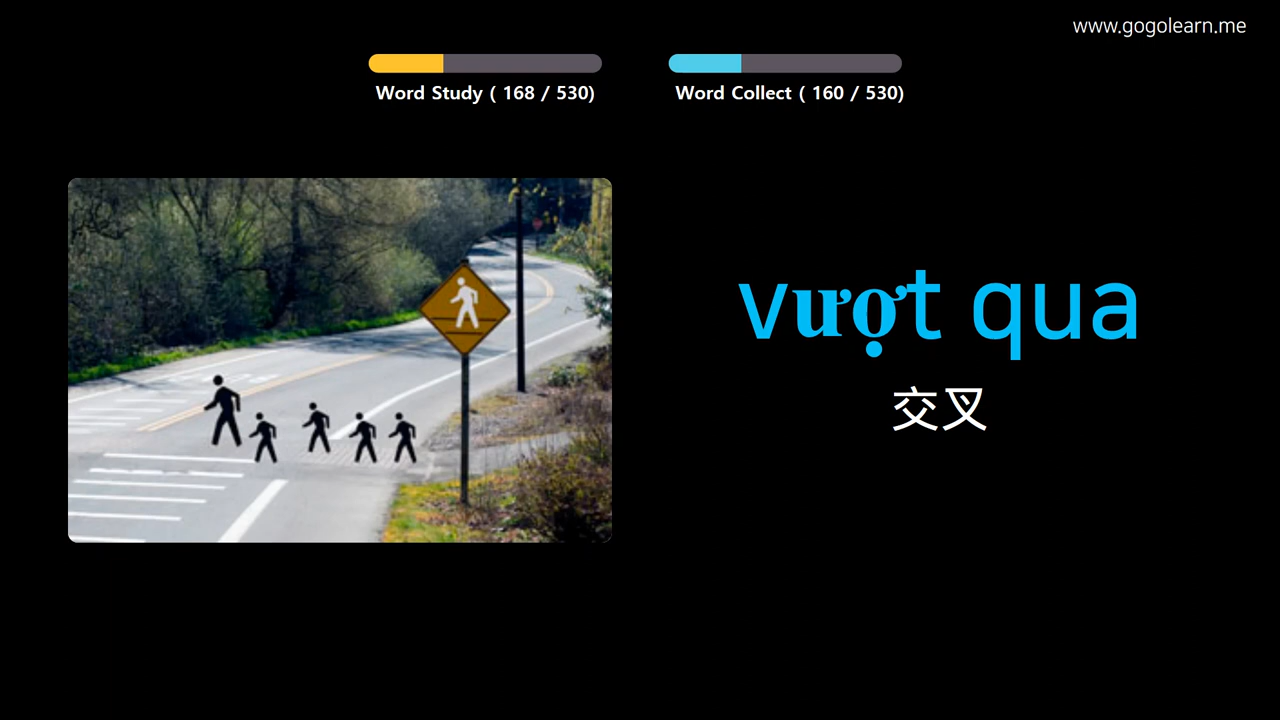 www.gogolearn.me
Word Study ( 168 / 530)
Word Collect ( 160 / 530)
vượt qua
交叉